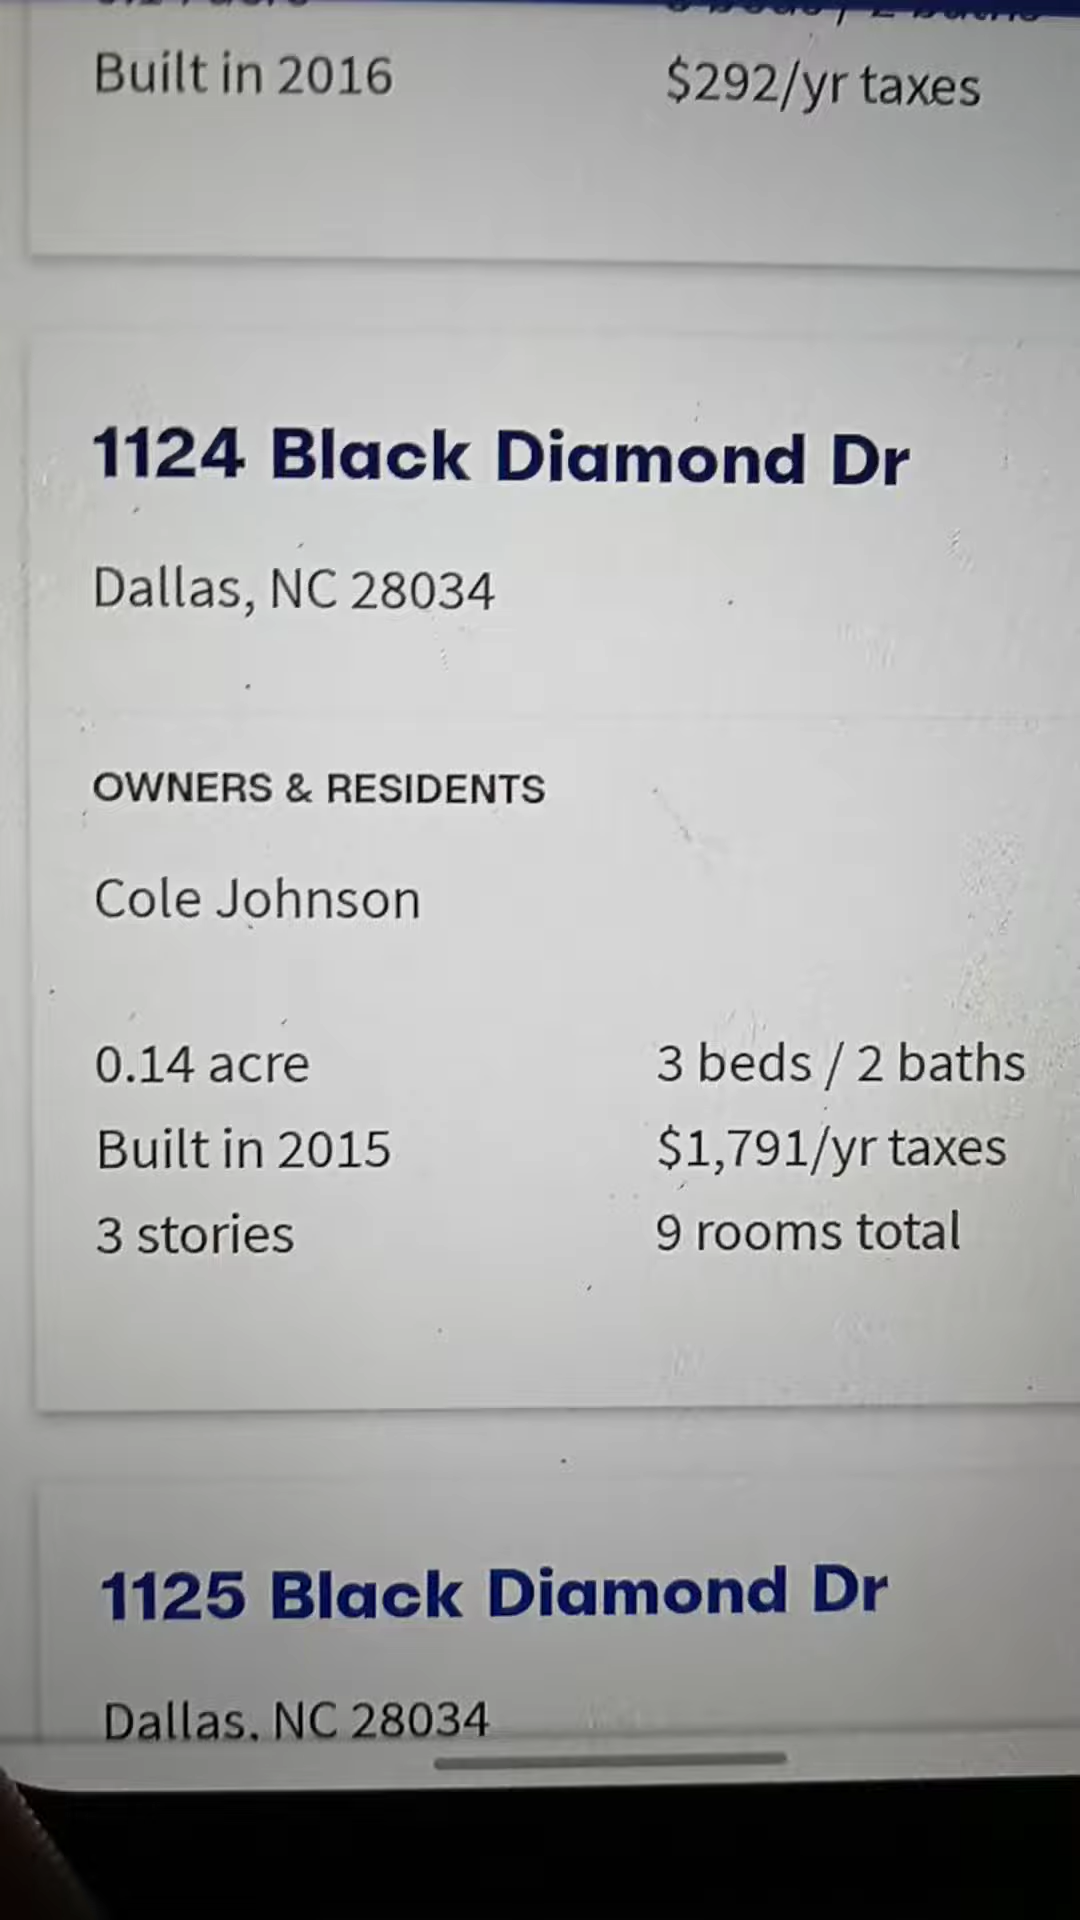 Built in 2016
$292/yr taxes
1124 Black Diamond Dr
Dallas, NC 28034
OWNERS & RESIDENTS
Cole Johnson
0.14 acre
3 beds / 2 baths
Built in 2015
$1,791/yr taxes
3 stories
9 rooms total
1125 Black Diamond Dr
Dallas, NC 28034